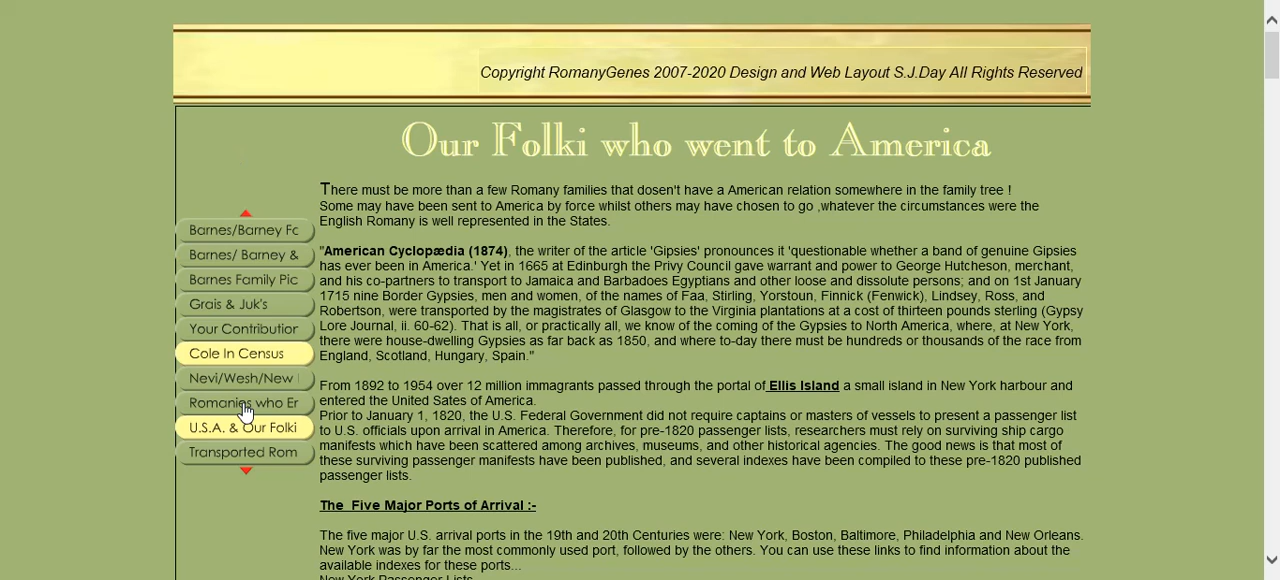 Copyright RomanyGenes 2007-2020 Design and Web Layout S.J.Day All Rights Reserved
Our Folki who went to America
There must be more than a few Romany families that dosen't have a American relation somewhere in the family tree !
Some may have been sent to America by force whilst others may have chosen to go ,whatever the circumstances were the
English Romany is well represented in the States.
"American Cyclopædia (1874), the writer of the article 'Gipsies' pronounces it 'questionable whether a band of genuine Gipsies
has ever been in America.' Yet in 1665 at Edinburgh the Privy Council gave warrant and power to George Hutcheson, merchant,
and his co-partners to transport to Jamaica and Barbadoes Egyptians and other loose and dissolute persons; and on 1st January
1715 nine Border Gypsies, men and women, of the names of Faa, Stirling, Yorstoun, Finnick (Fenwick), Lindsey, Ross, and
Robertson, were transported by the magistrates of Glasgow to the Virginia plantations at a cost of thirteen pounds sterling (Gypsy
Lore Journal, ii. 60-62). That is all, or practically all, we know of the coming of the Gypsies to North America, where, at New York,
there were house-dwelling Gypsies as far back as 1850, and where to-day there must be hundreds or thousands of the race from
England, Scotland, Hungary, Spain."
From 1892 to 1954 over 12 million immagrants passed through the portal of Ellis Island a small island in New York harbour and
entered the United States of America.
Prior to January 1, 1820, the U.S. Federal Government did not require captains or masters of vessels to present a passenger list
to U.S. officials upon arrival in America. Therefore, for pre-1820 passenger lists, researchers must rely on surviving ship cargo
manifests which have been scattered among archives, museums, and other historical agencies. The good news is that most of
these surviving passenger manifests have been published, and several indexes have been compiled to these pre-1820 published
passenger lists.
The Five Major Ports of Arrival :-
The five major U.S. arrival ports in the 19th and 20th Centuries were: New York, Boston, Baltimore, Philadelphia and New Orleans.
New York was by far the most commonly used port, followed by the others. You can use these links to find information about the
available indexes for these ports...
New York Passenger Lists
Barnes/Barney Fc
Barnes/ Barney &
Barnes Family Pic
Grais & Juk's
Your Contribution
Cole In Census
Nevi/Wesh/New
Romanies who Er
U.S.A. & Our Folki
Transported Rom